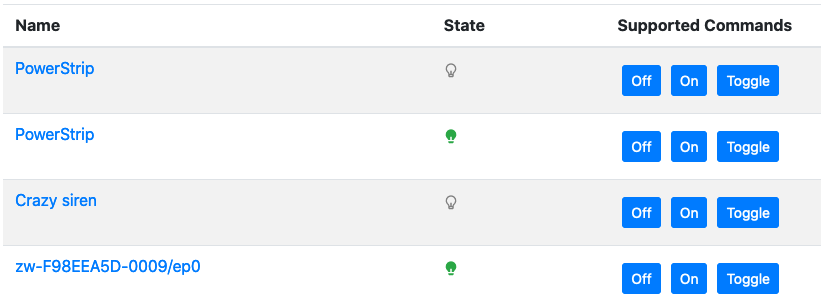 Name State Supported Commands
PowerStrip Off On Toggle
PowerStrip Off On Toggle
Crazy siren Off On Toggle
zw-F98EEA5D-0009/ep0 Off On Toggle